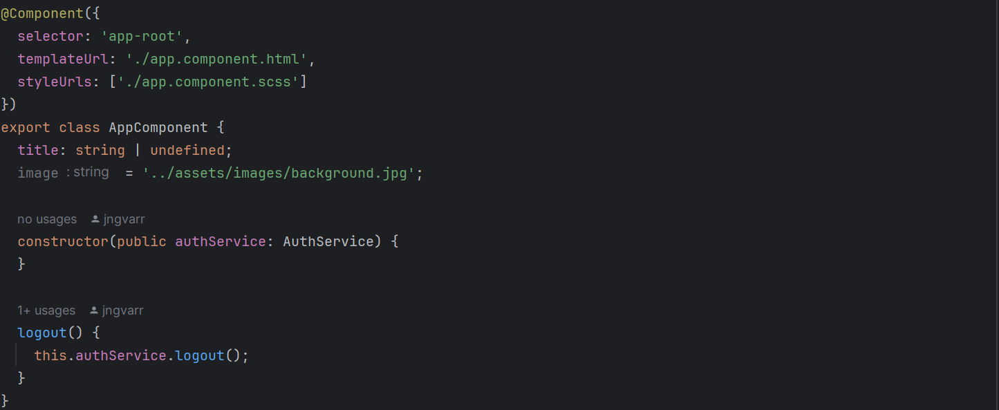 @Component({
  selector: 'app-root',
  templateUrl: './app.component.html',
  styleUrls: ['./app.component.scss']
})
export class AppComponent {
  title: string | undefined;
  image : string = '../assets/images/background.jpg';
  no usages jngvarr
  constructor(public authService: AuthService) {
  }
  1+ usages jngvarr
  logout() {
    this.authService.logout();
  }
}